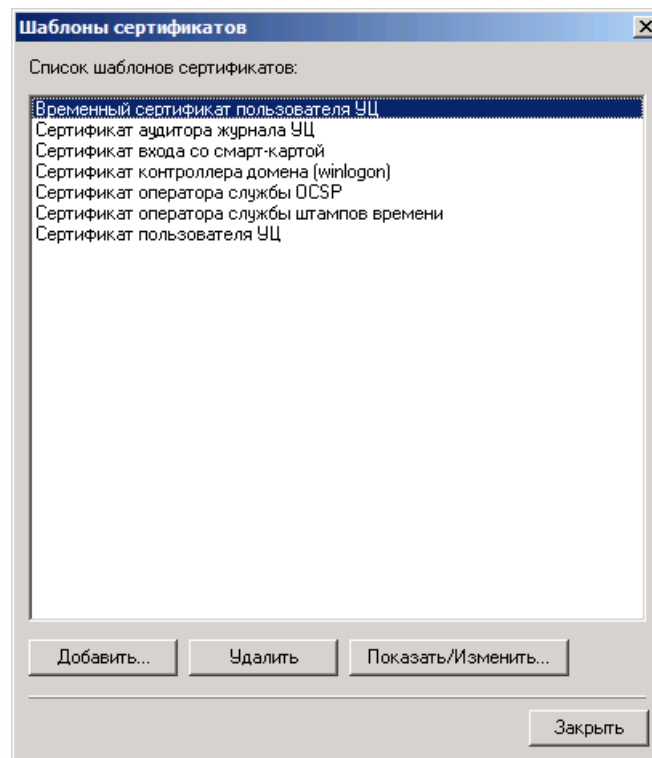 Шаблоны сертификатов
Список шаблонов сертификатов:
Временный сертификат пользователя УЦ
Сертификат аудитора журнала УЦ
Сертификат входа со смарт-картой
Сертификат контроллера домена (winlogon)
Сертификат оператора службы OCSP
Сертификат оператора службы штампов времени
Сертификат пользователя УЦ
Добавить... Удалить Показать/Изменить...
Закрыть